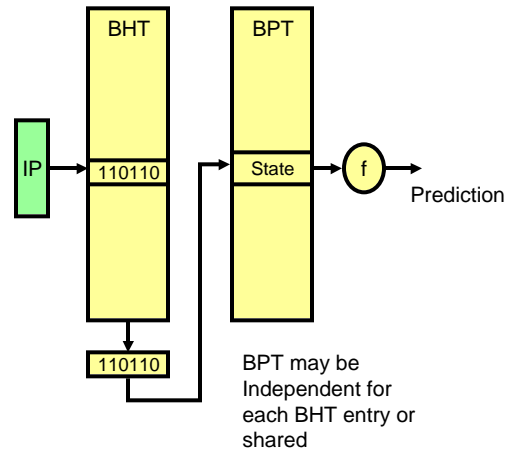 BHT
BPT
IP
110110
State
f
Prediction
110110
BPT may be
Independent for
each BHT entry or
shared